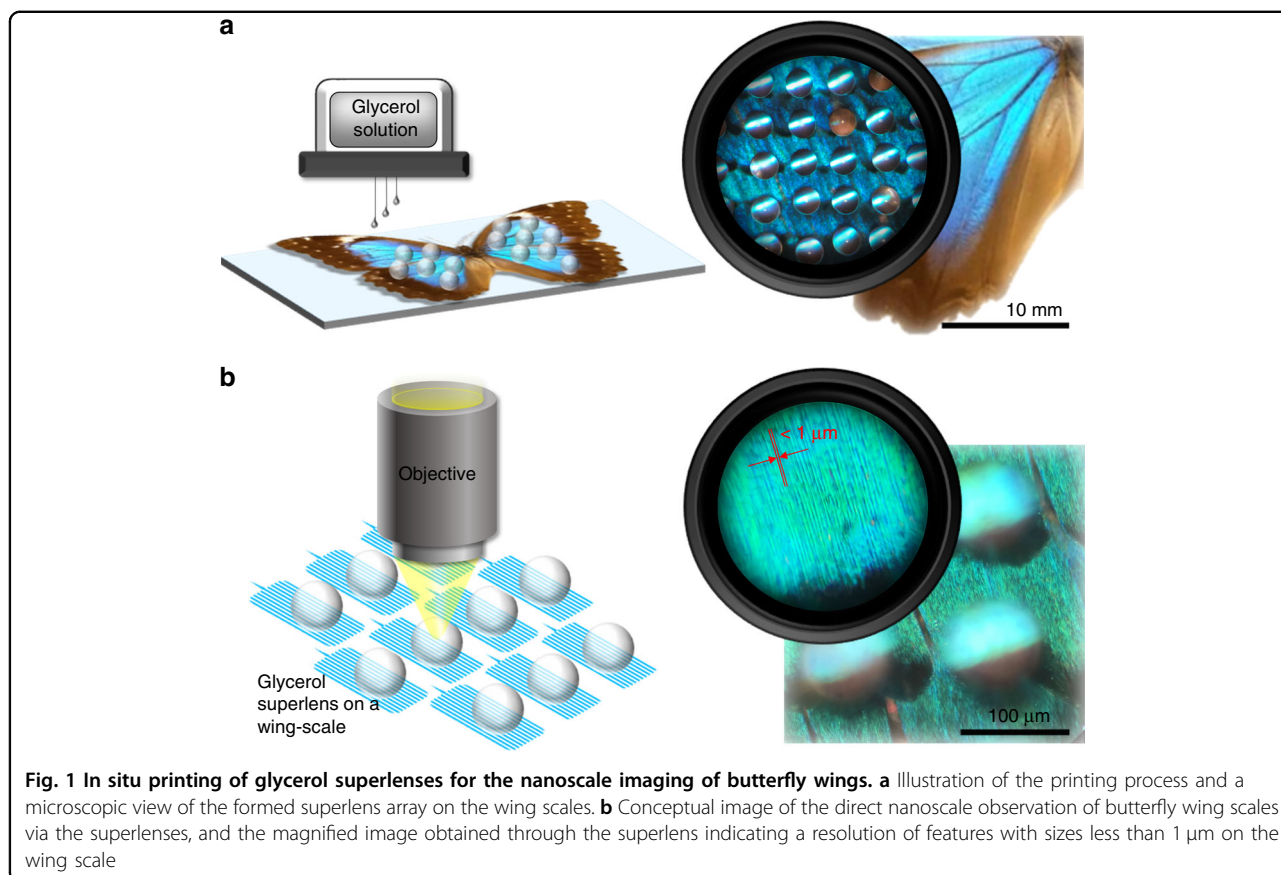 a
Glycerol
solution
10 mm
b
Objective
< 1 μm
Glycerol
superlens on a
wing-scale
100 μm
Fig. 1 In situ printing of glycerol superlenses for the nanoscale imaging of butterfly wings. a Illustration of the printing process and a
microscopic view of the formed superlens array on the wing scales. b Conceptual image of the direct nanoscale observation of butterfly wing scales
via the superlenses, and the magnified image obtained through the superlens indicating a resolution of features with sizes less than 1 μm on the
wing scale